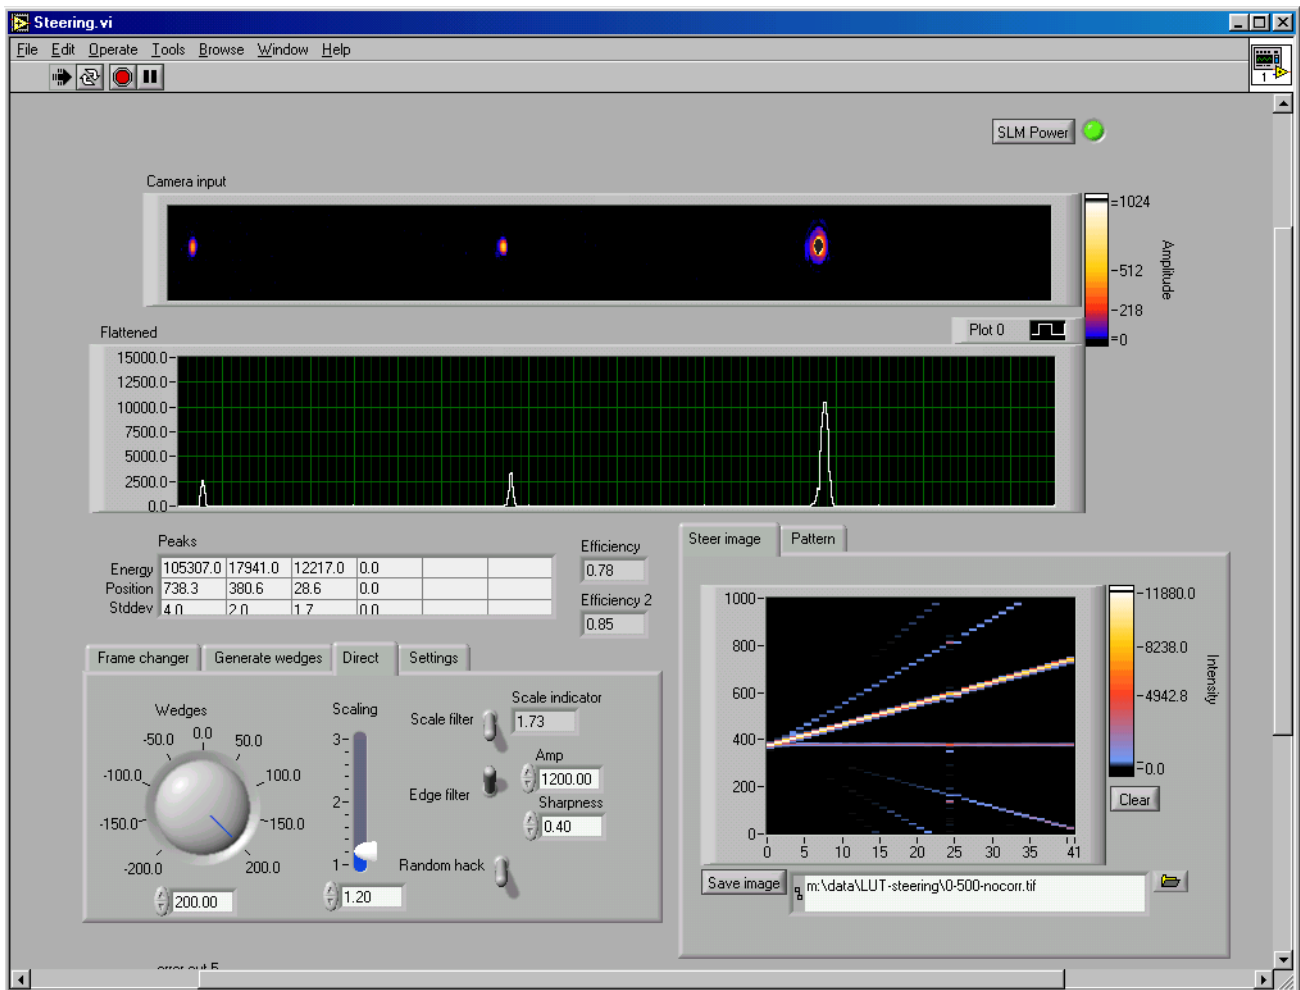 Steering.vi
File Edit Operate Tools Browse Window Help
1
SLM Power
Camera input
=1024
-512
-218
=0
Amplitude
Flattened
Plot 0
15000.0
12500.0
10000.0
7500.0
5000.0
2500.0
0.0
Peaks
Energy 105307.0 17941.0 12217.0 0.0
Position 738.3 380.6 28.6 0.0
Stddev 4.0 2.0 1.7 0.0
Efficiency
0.78
Efficiency 2
0.85
Steer image Pattern
1000
800
600
400
200
0
0 5 10 15 20 25 30 35 41
-11880.0
-8238.0
-4942.8
-0.0
Intensity
Clear
Save image m:\data\LUT-steering\0-500-nocorr.tif
Frame changer Generate wedges Direct Settings
Wedges
-200.0 -150.0 -100.0 -50.0 0.0 50.0 100.0 150.0 200.0
200.00
Scaling
3-
2-
1-
1.20
Scale filter
Scale indicator
1.73
Edge filter
Amp
1200.00
Sharpness
0.40
Random hack
error out 5